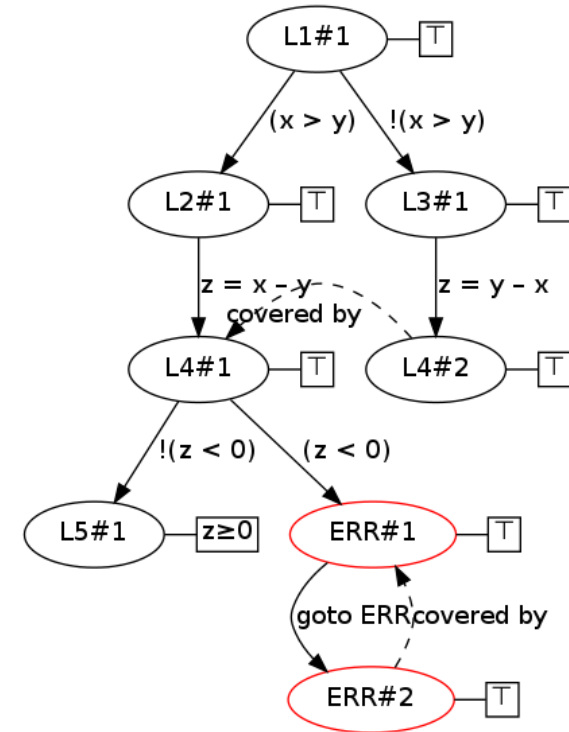 L1#1 ⊤
(x > y) !(x > y)
L2#1 ⊤ L3#1 ⊤
z = x – y z = y – x
covered by
L4#1 ⊤ L4#2 ⊤
!(z < 0) (z < 0)
L5#1 z≥0 ERR#1 ⊤
goto ERR covered by
ERR#2 ⊤